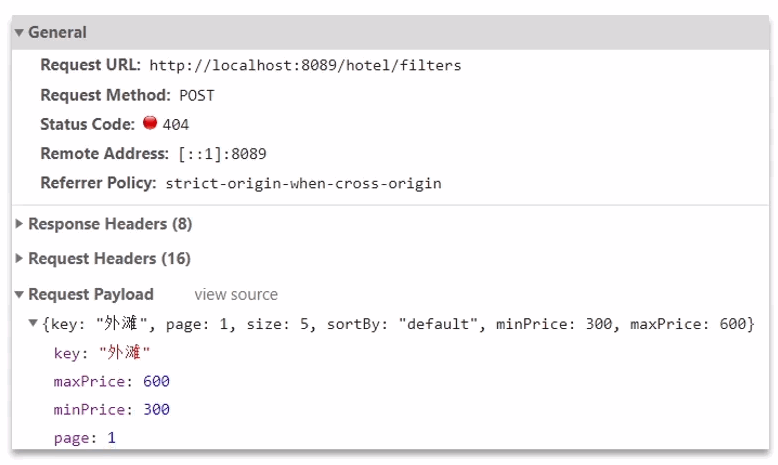 General
Request URL: http://localhost:8089/hotel/filters
Request Method: POST
Status Code: 404
Remote Address: [::1]:8089
Referrer Policy: strict-origin-when-cross-origin
Response Headers (8)
Request Headers (16)
Request Payload view source
{key: "外滩", page: 1, size: 5, sortBy: "default", minPrice: 300, maxPrice: 600}
key: "外滩"
maxPrice: 600
minPrice: 300
page: 1